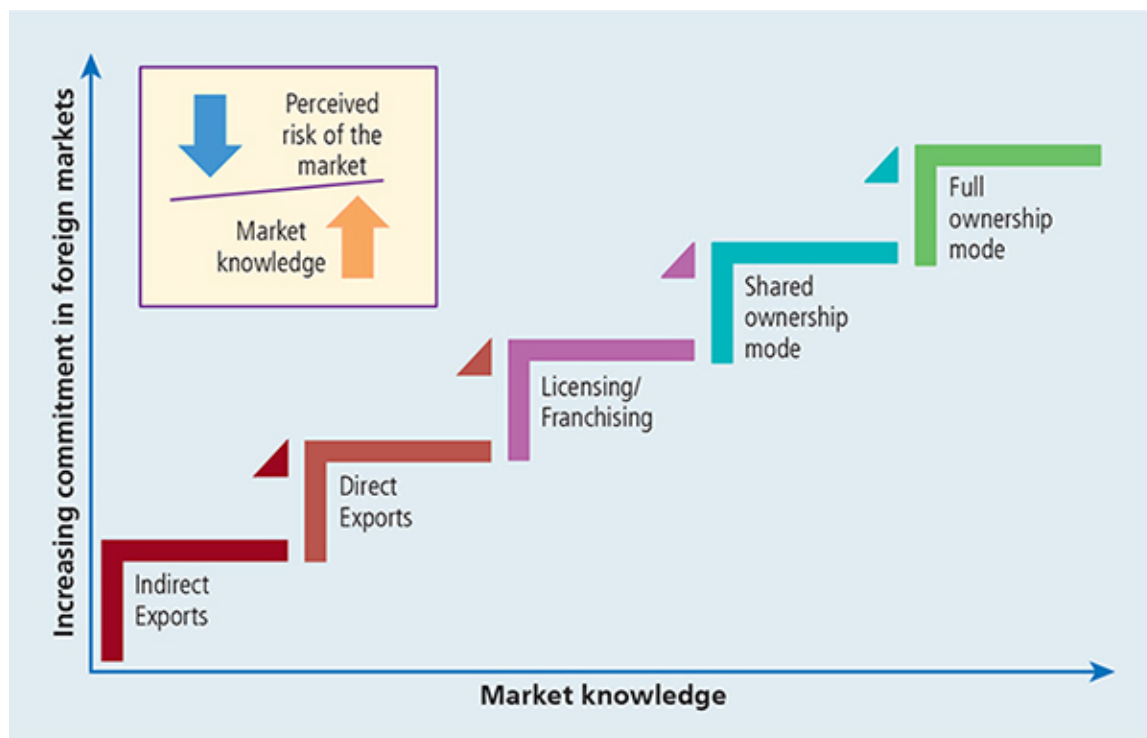 Increasing commitment in foreign markets
Perceived
risk of the
market
Market
knowledge
Full
ownership
mode
Shared
ownership
mode
Licensing/
Franchising
Direct
Exports
Indirect
Exports
Market knowledge